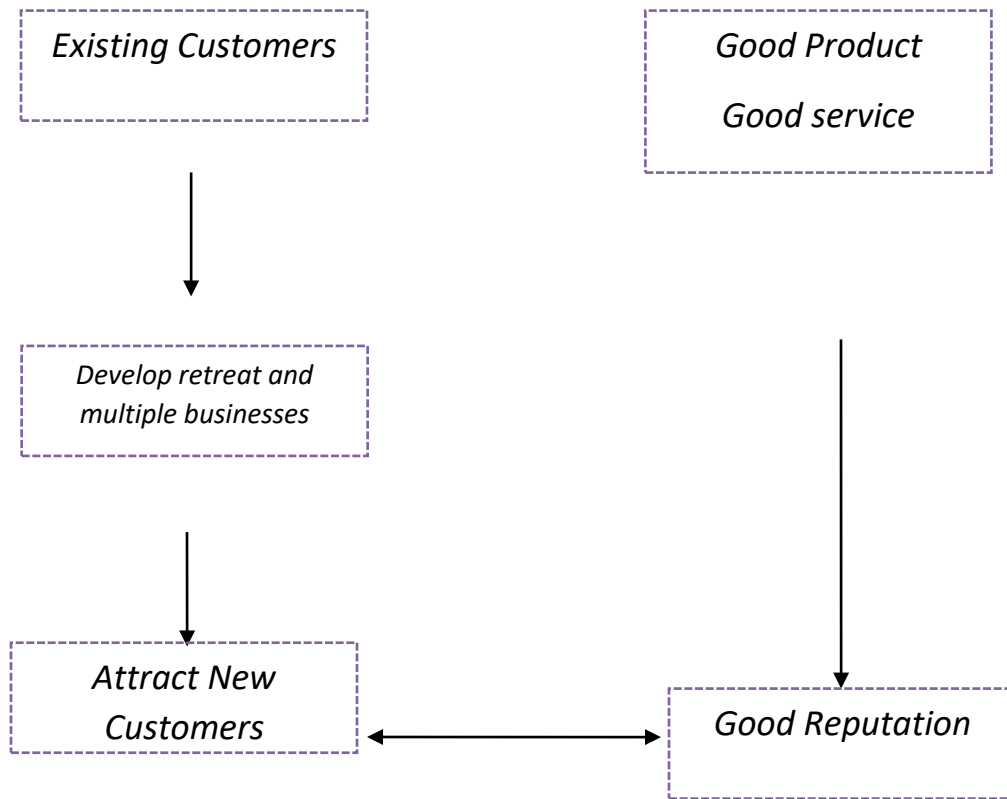 Existing Customers
Good Product
Good service
Develop retreat and
multiple businesses
Attract New
Customers
Good Reputation